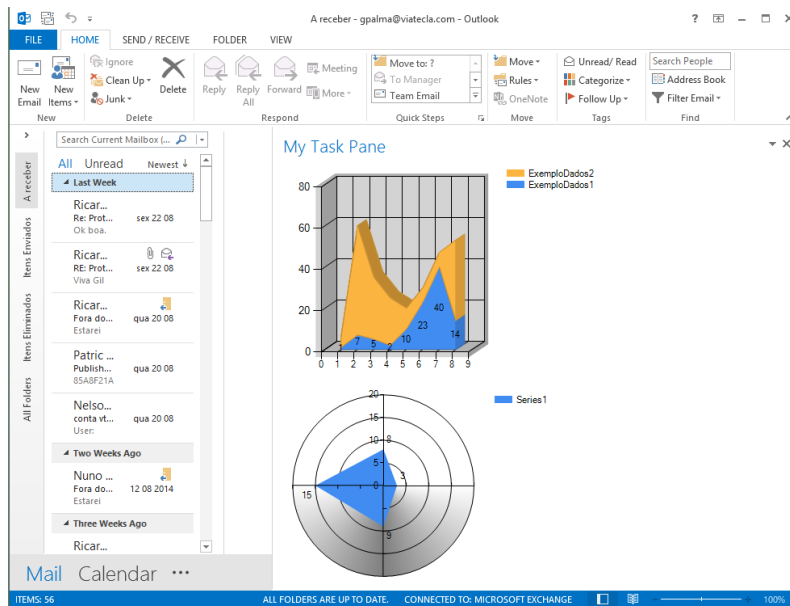 A receber - gpalma@viatecla.com - Outlook
FILE HOME SEND / RECEIVE FOLDER VIEW
New Email
New Items
Ignore
Clean Up
Junk
Delete
Reply
Reply All
Forward
Meeting
More
Move to: ?
To Manager
Team Email
Move
Rules
OneNote
Unread/ Read
Categorize
Follow Up
Search People
Address Book
Filter Email
New Delete Respond Quick Steps Move Tags Find
A receber
Itens Enviados
Itens Eliminados
All Folders
Search Current Mailbox (...
All Unread Newest
Last Week
Ricar...
Re: Prot... sex 22 08
Ok boa.
Ricar...
RE: Prot... sex 22 08
Viva Gil
Ricar...
Fora do... qua 20 08
Estarei
Patric ...
Publish... qua 20 08
85A8F21A
Nelso...
conta vt... qua 20 08
User:
Two Weeks Ago
Nuno ...
Fora do... 12 08 2014
Estarei
Three Weeks Ago
Ricar...
My Task Pane
ExemploDados2
ExemploDados1
80
60
40
20
0
7 5 2 10 23 40 14
0 1 2 3 4 5 6 7 8 9
Series1
20
15
10
5
0
8
3
9
15
Mail Calendar ...
ITEMS: 56 ALL FOLDERS ARE UP TO DATE. CONNECTED TO: MICROSOFT EXCHANGE 100%